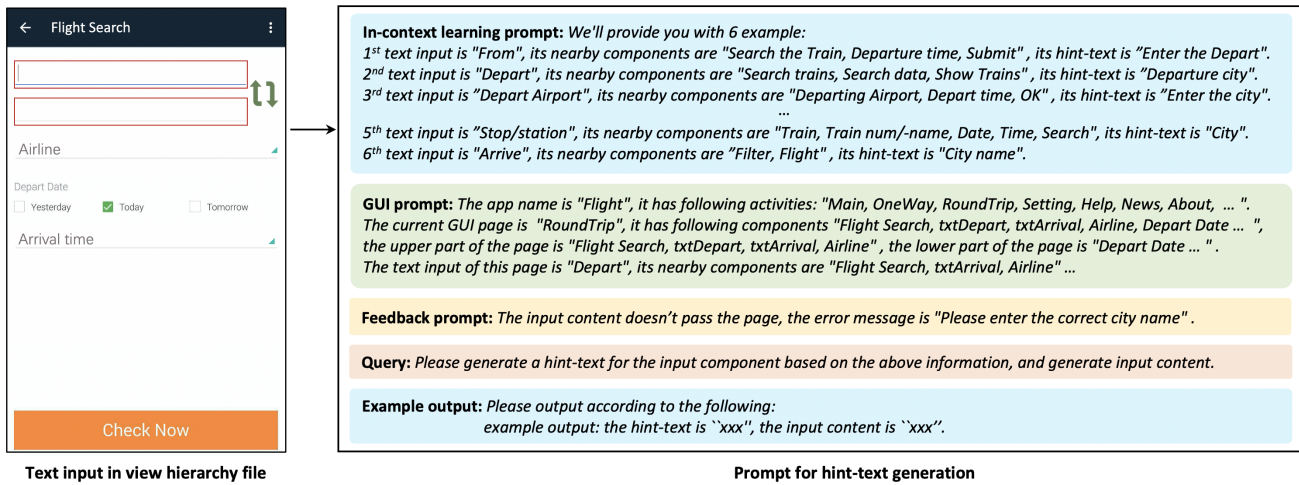 Flight Search
Airline
Depart Date
Yesterday
Today
Tomorrow
Arrival time
Check Now
Text input in view hierarchy file
In-context learning prompt: We'll provide you with 6 example:
1st text input is "From", its nearby components are "Search the Train, Departure time, Submit" , its hint-text is ”Enter the Depart".
2nd text input is "Depart", its nearby components are "Search trains, Search data, Show Trains" , its hint-text is ”Departure city".
3rd text input is ”Depart Airport", its nearby components are "Departing Airport, Depart time, OK" , its hint-text is ”Enter the city".
...
5th text input is ”Stop/station", its nearby components are "Train, Train num/-name, Date, Time, Search", its hint-text is "City".
6th text input is "Arrive", its nearby components are ”Filter, Flight" , its hint-text is "City name".
GUI prompt: The app name is "Flight", it has following activities: "Main, OneWay, RoundTrip, Setting, Help, News, About, ... ".
The current GUI page is "RoundTrip", it has following components "Flight Search, txtDepart, txtArrival, Airline, Depart Date ... ",
the upper part of the page is "Flight Search, txtDepart, txtArrival, Airline" , the lower part of the page is "Depart Date ... " .
The text input of this page is "Depart", its nearby components are "Flight Search, txtArrival, Airline" ...
Feedback prompt: The input content doesn’t pass the page, the error message is "Please enter the correct city name" .
Query: Please generate a hint-text for the input component based on the above information, and generate input content.
Example output: Please output according to the following:
example output: the hint-text is ``xxx'', the input content is ``xxx’’.
Prompt for hint-text generation